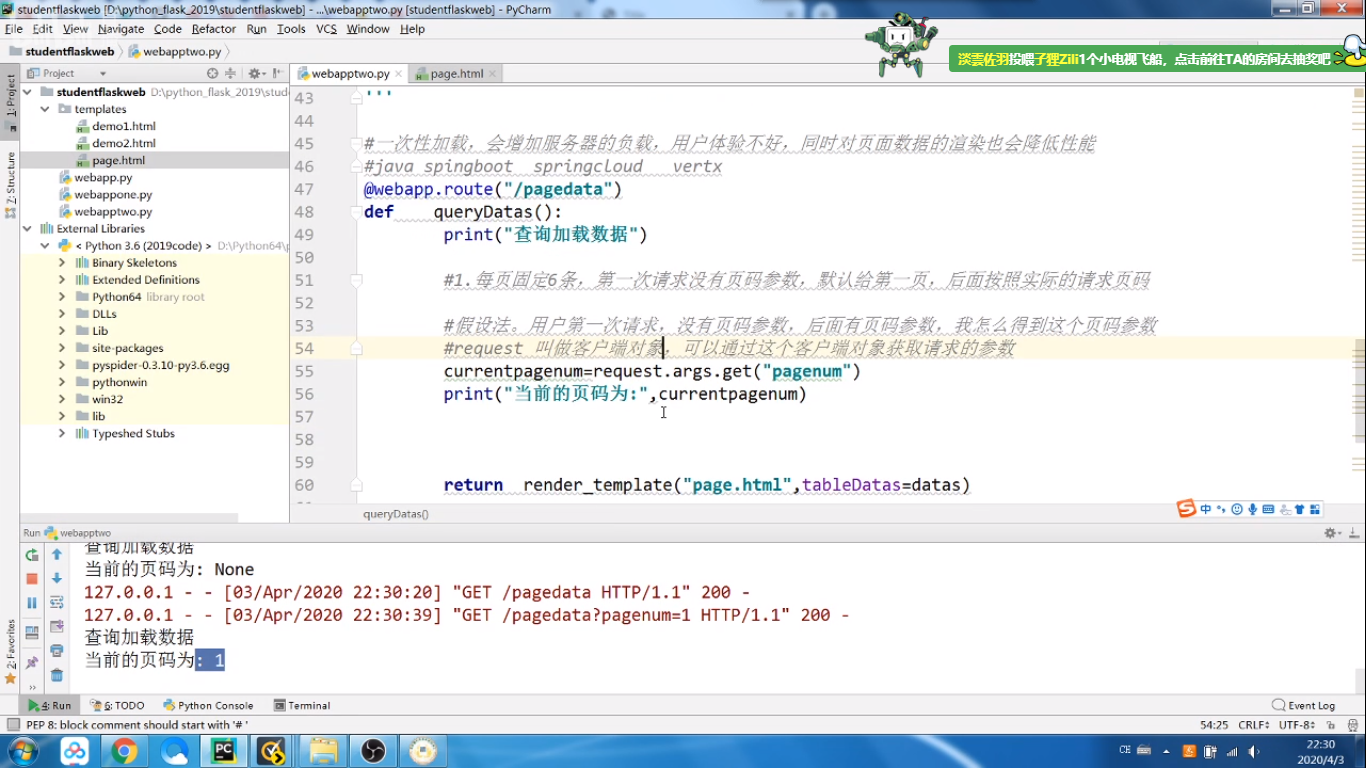 studentflaskweb [D:\python_flask_2019\studentflaskweb] - ...\webapptwo.py [studentflaskweb] - PyCharm
File Edit View Navigate Code Refactor Run Tools VCS Window Help
淡雲佐羽投喂子狸Zili1个小电视飞船，点击前往TA的房间去抽奖吧
studentflaskweb webapptwo.py
Project
webapptwo.py
page.html
1: Project
Z: Structure
2: Favorites
studentflaskweb D:\python_flask_2019\stud
templates
demo1.html
demo2.html
page.html
webapp.py
webappone.py
webapptwo.py
External Libraries
< Python 3.6 (2019code) > D:\Python64\p
Binary Skeletons
Extended Definitions
Python64 library root
DLLs
Lib
site-packages
pyspider-0.3.10-py3.6.egg
pythonwin
win32
lib
Typeshed Stubs
43 '''
44
45 #一次性加载，会增加服务器的负载，用户体验不好，同时对页面数据的渲染也会降低性能
46 #java spingboot springcloud vertx
47 @webapp.route("/pagedata")
48 def queryDatas():
49 print("查询加载数据")
50
51 #1.每页固定6条，第一次请求没有页码参数，默认给第一页，后面按照实际的请求页码
52
53 #假设法。用户第一次请求，没有页码参数，后面有页码参数，我怎么得到这个页码参数
54 #request 叫做客户端对象，可以通过这个客户端对象获取请求的参数
55 currentpagenum=request.args.get("pagenum")
56 print("当前的页码为:",currentpagenum)
57
58
59
60 return render_template("page.html",tableDatas=datas)
queryDatas()
中
Run webapptwo
查询加载数据
当前的页码为: None
127.0.0.1 - - [03/Apr/2020 22:30:20] "GET /pagedata HTTP/1.1" 200 -
127.0.0.1 - - [03/Apr/2020 22:30:39] "GET /pagedata?pagenum=1 HTTP/1.1" 200 -
查询加载数据
当前的页码为: 1
4: Run 6: TODO Python Console Terminal Event Log
PEP 8: block comment should start with '# ' 54:25 CRLF UTF-8
CE
22:30
2020/4/3